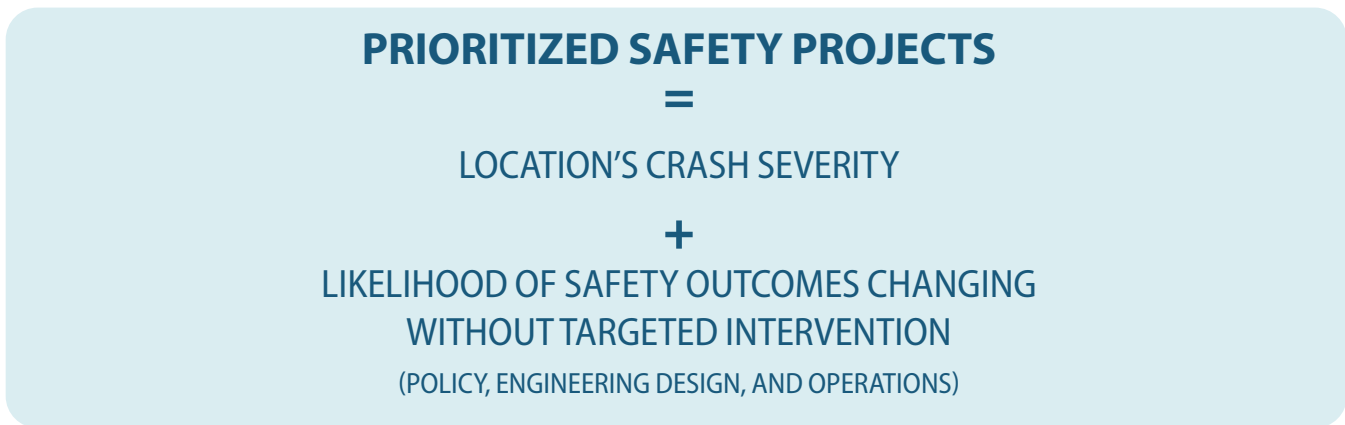 PRIORITIZED SAFETY PROJECTS
=
LOCATION’S CRASH SEVERITY
+
LIKELIHOOD OF SAFETY OUTCOMES CHANGING
WITHOUT TARGETED INTERVENTION
(POLICY, ENGINEERING DESIGN, AND OPERATIONS)